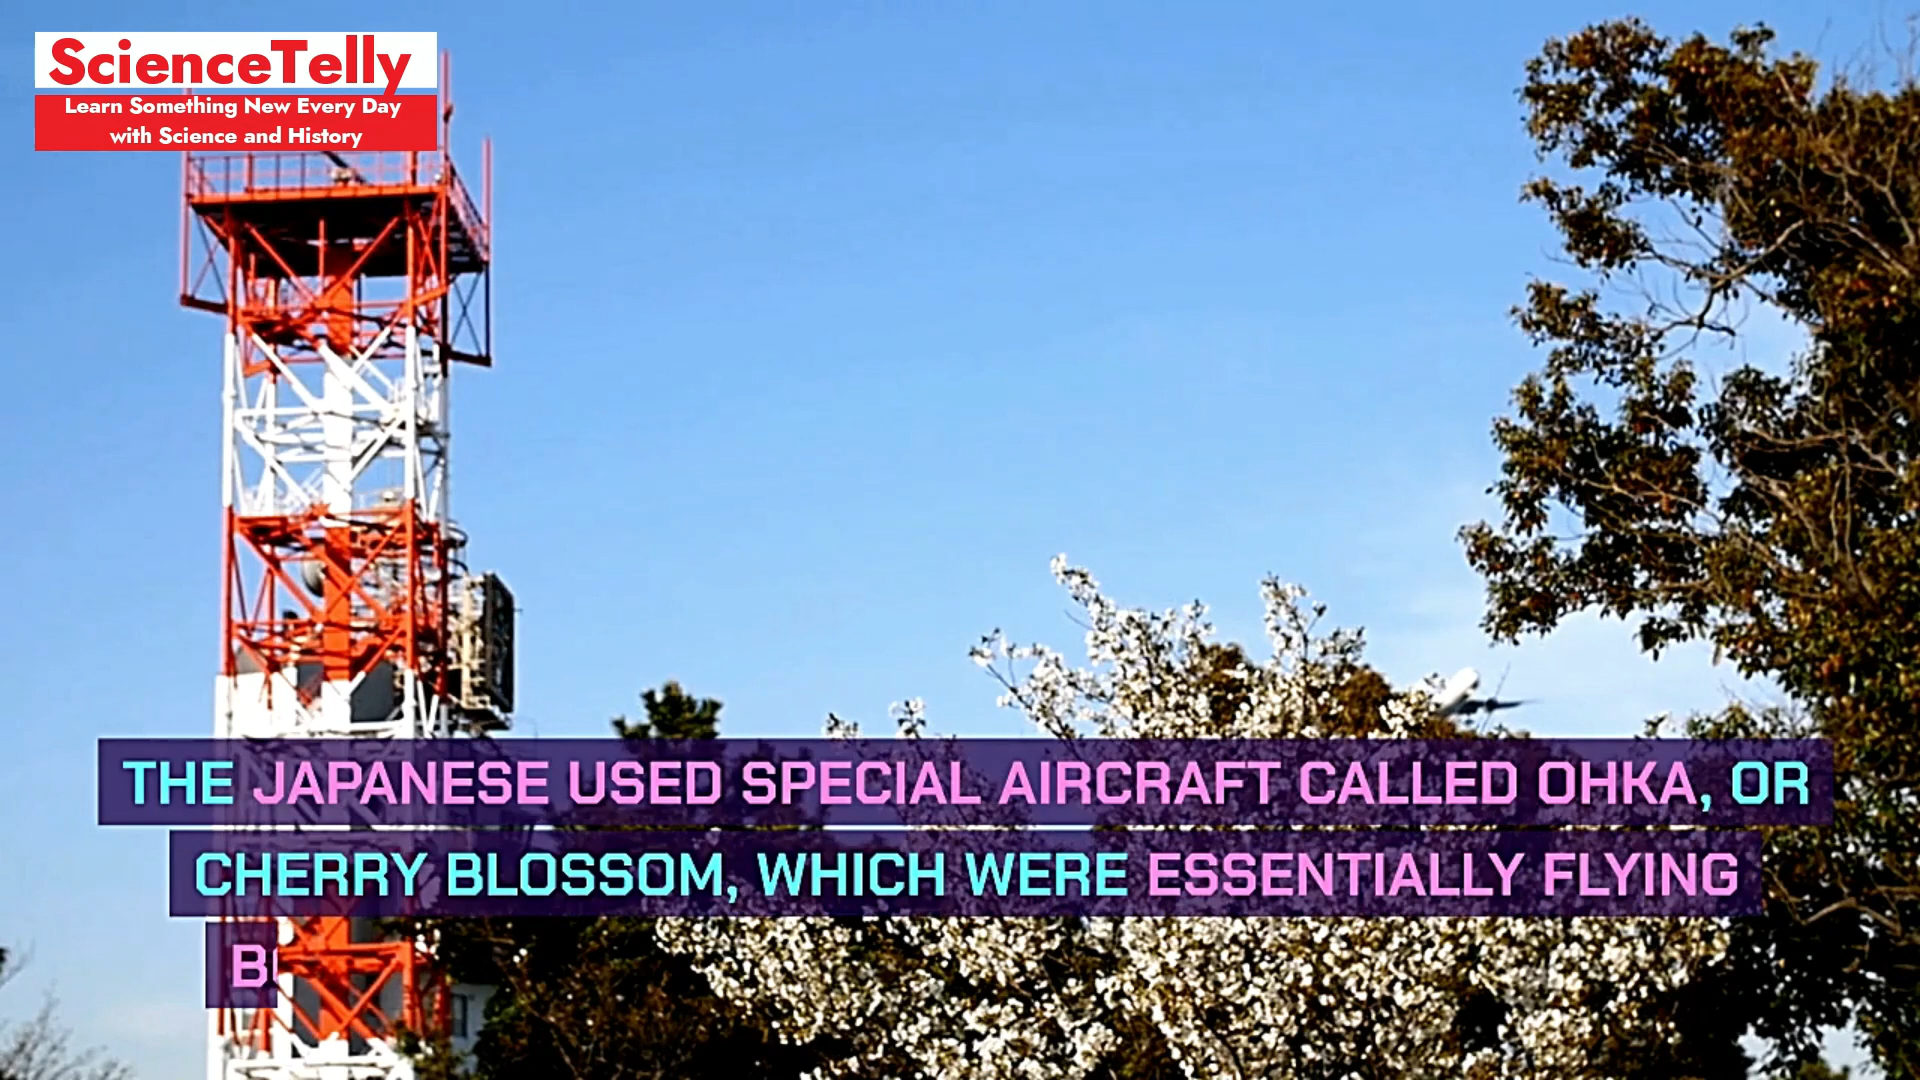 ScienceTelly
Learn Something New Every Day
with Science and History
THE JAPANESE USED SPECIAL AIRCRAFT CALLED OHKA, OR
CHERRY BLOSSOM, WHICH WERE ESSENTIALLY FLYING